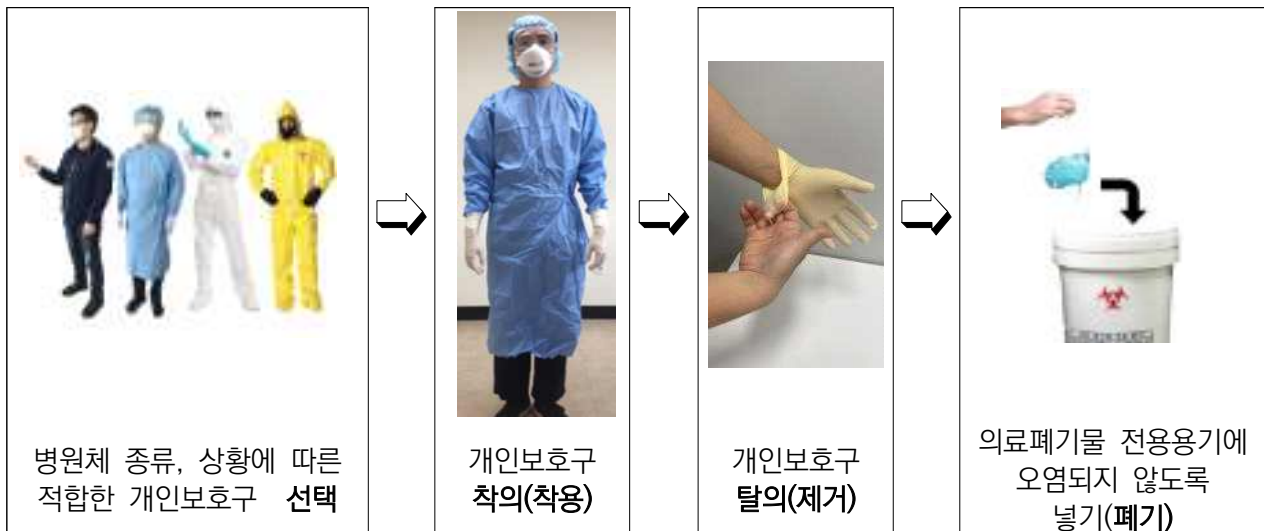 병원체 종류, 상황에 따른
적합한 개인보호구 선택
개인보호구
착의(착용)
개인보호구
탈의(제거)
의료폐기물 전용용기에
오염되지 않도록
넣기(폐기)